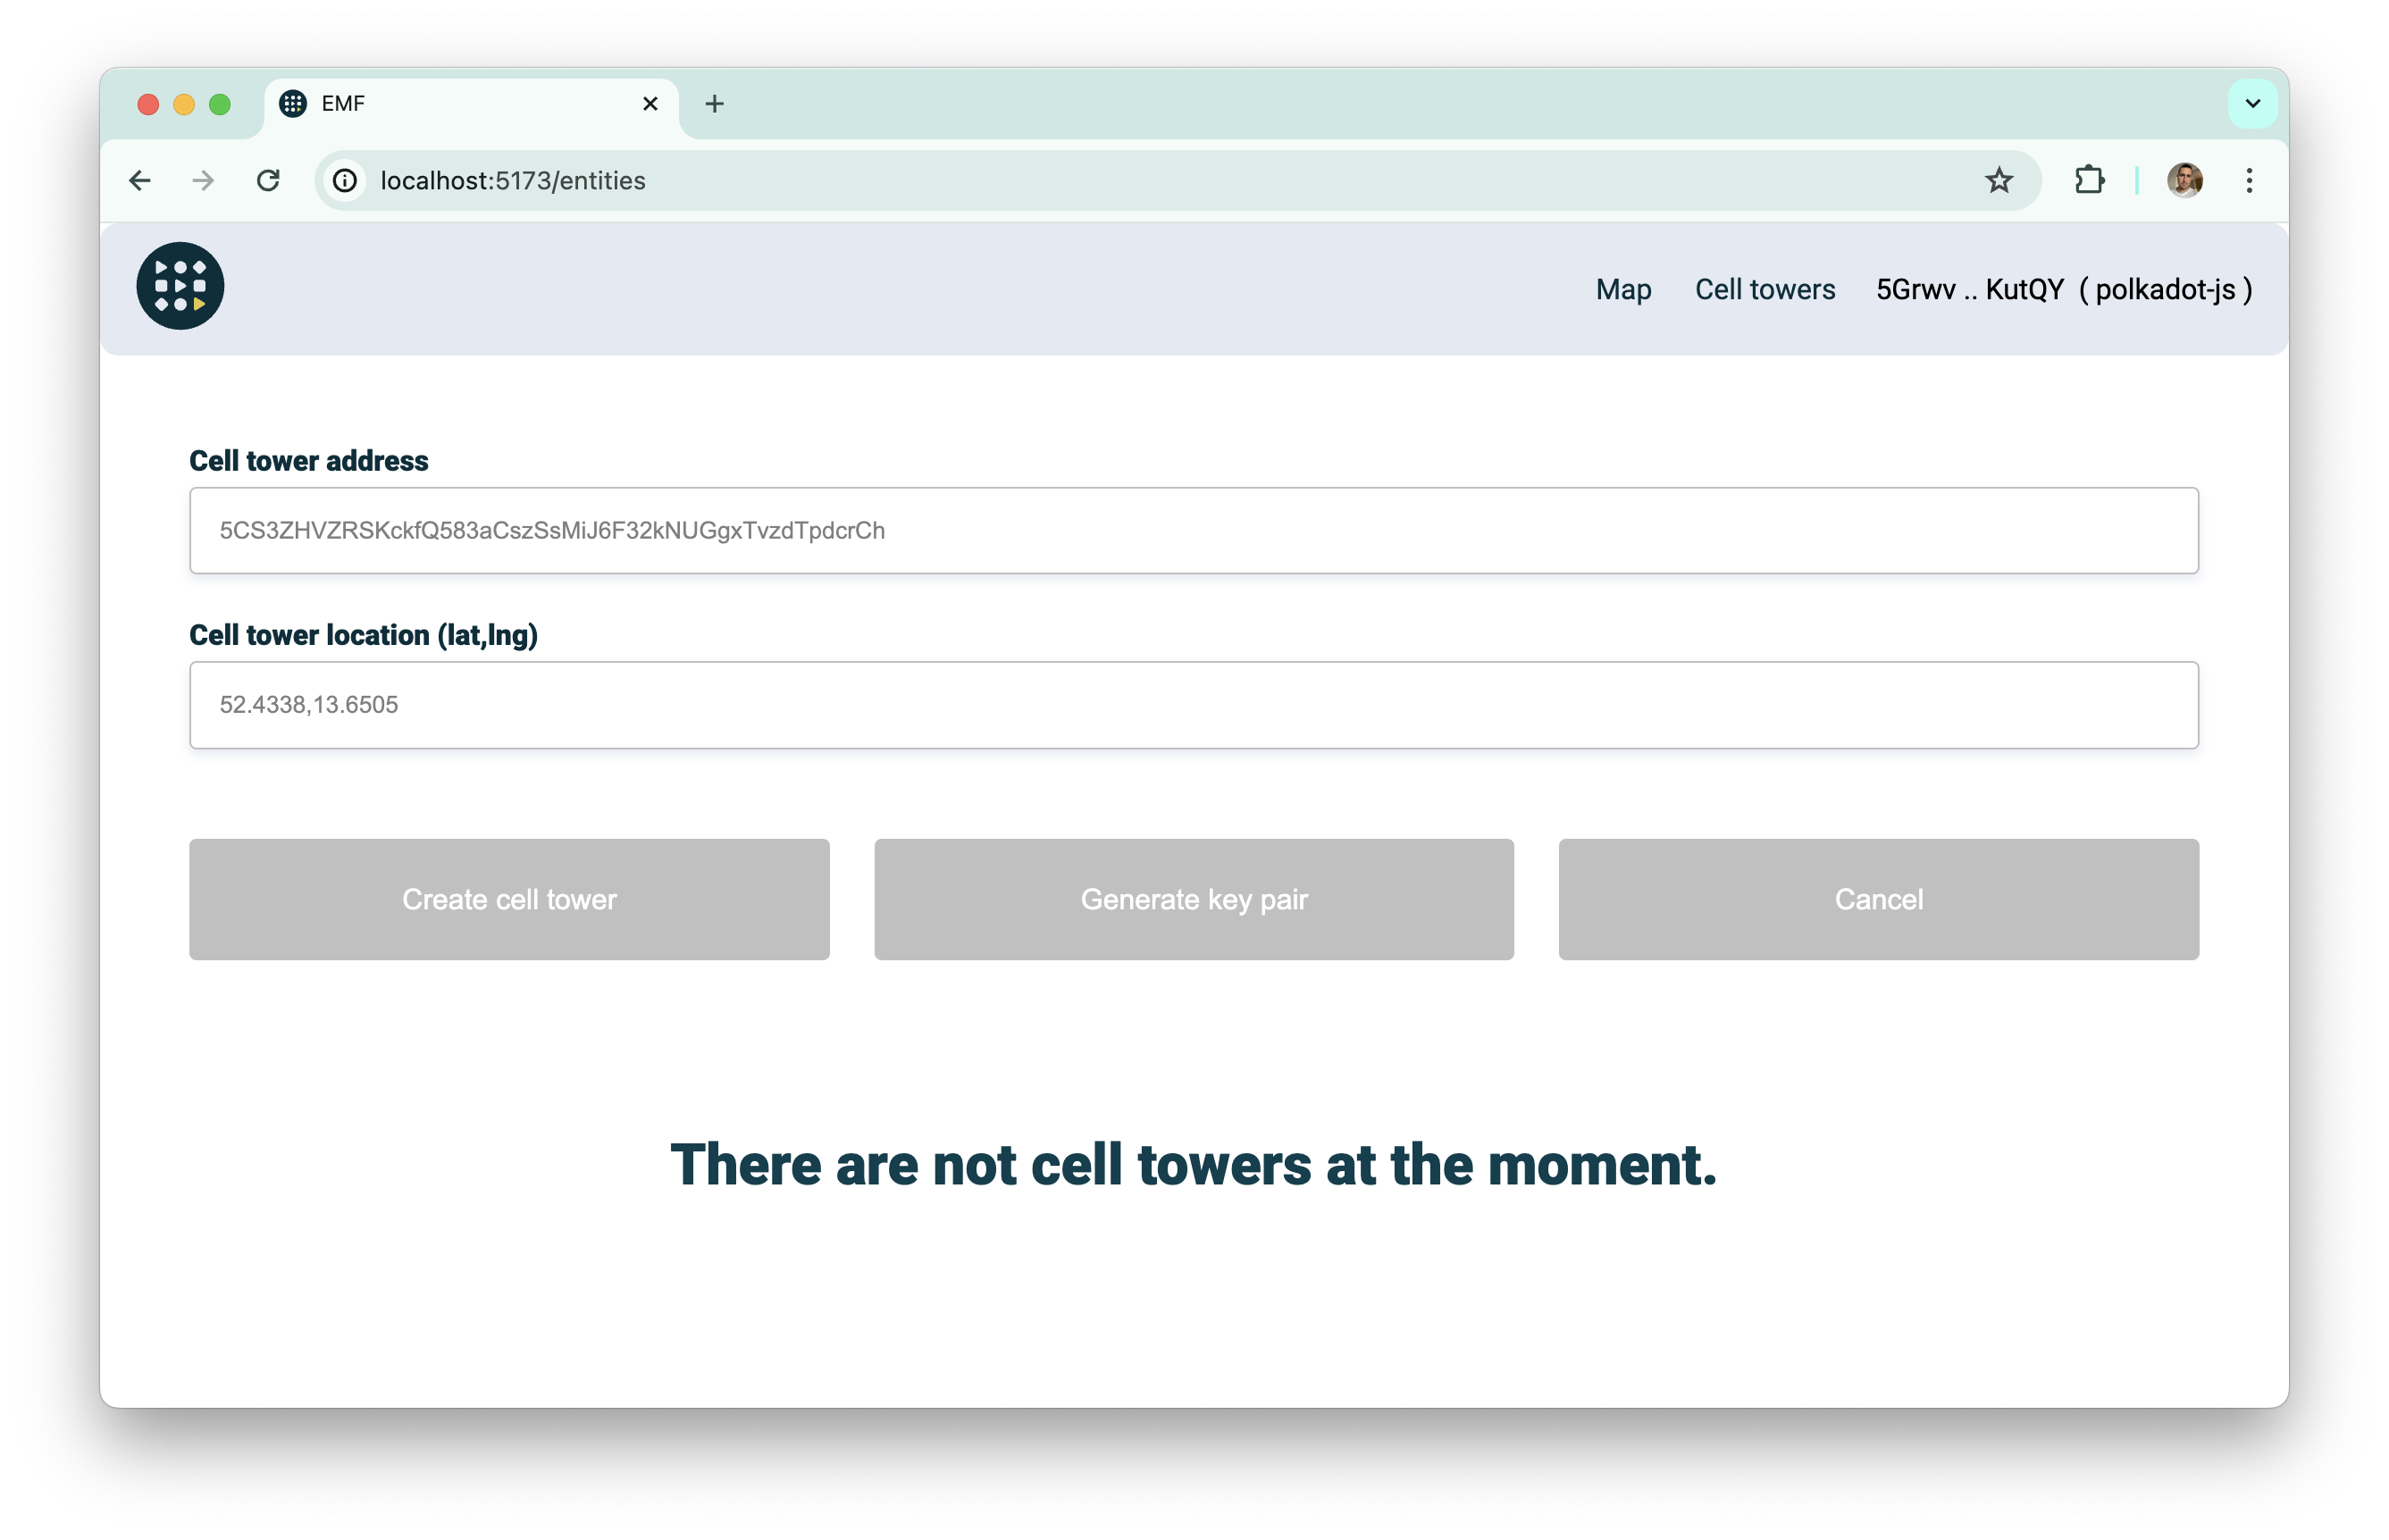 EMF
localhost:5173/entities
Map Cell towers 5Grwv .. KutQY ( polkadot-js )
Cell tower address
5CS3ZHVZRSKckfQ583aCszSsMiJ6F32kNUGgxTvzdTpdcrCh
Cell tower location (lat,lng)
52.4338,13.6505
Create cell tower Generate key pair Cancel
There are not cell towers at the moment.